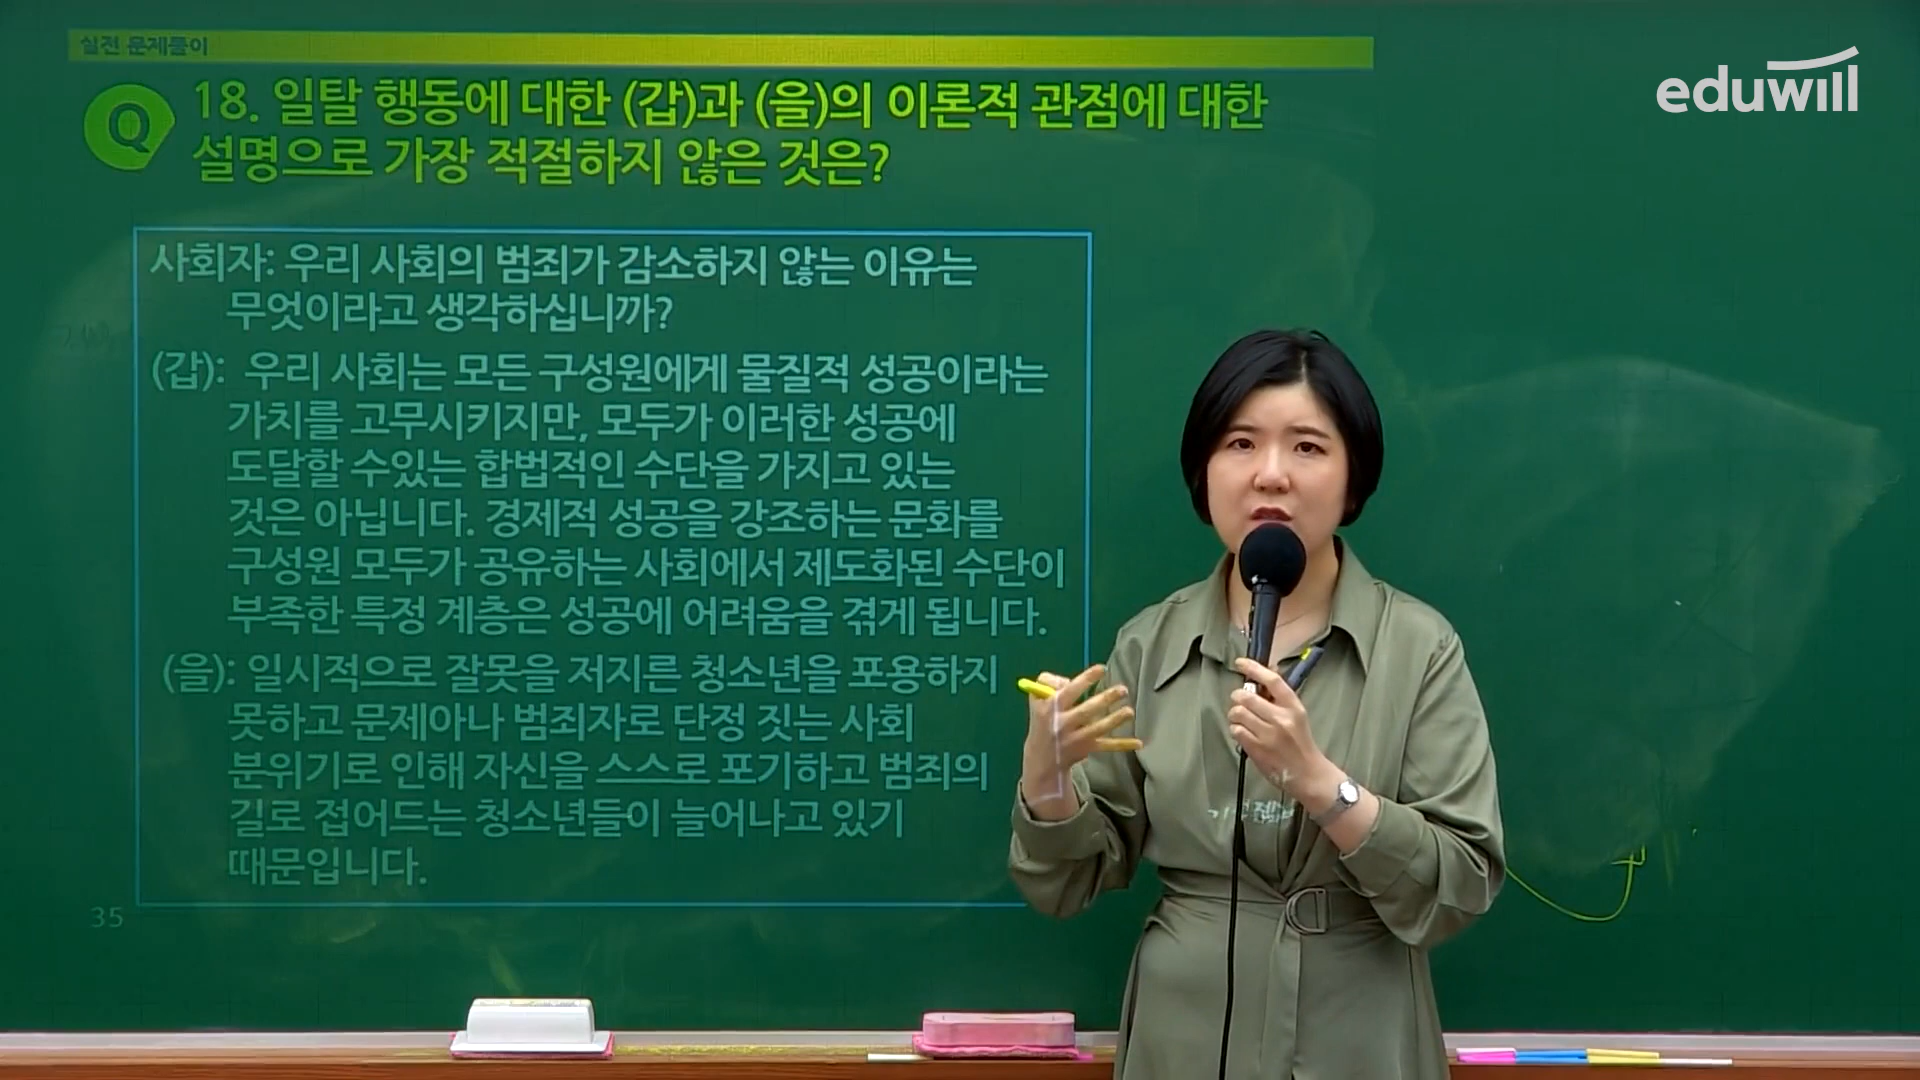 실전 문제풀이
eduwill
Q
18. 일탈 행동에 대한 (갑)과 (을)의 이론적 관점에 대한
설명으로 가장 적절하지 않은 것은?
사회자: 우리 사회의 범죄가 감소하지 않는 이유는
무엇이라고 생각하십니까?
(갑): 우리 사회는 모든 구성원에게 물질적 성공이라는
가치를 고무시키지만, 모두가 이러한 성공에
도달할 수있는 합법적인 수단을 가지고 있는
것은 아닙니다. 경제적 성공을 강조하는 문화를
구성원 모두가 공유하는 사회에서 제도화된 수단이
부족한 특정 계층은 성공에 어려움을 겪게 됩니다.
(을): 일시적으로 잘못을 저지른 청소년을 포용하지
못하고 문제아나 범죄자로 단정 짓는 사회
분위기로 인해 자신을 스스로 포기하고 범죄의
길로 접어드는 청소년들이 늘어나고 있기
때문입니다.
35